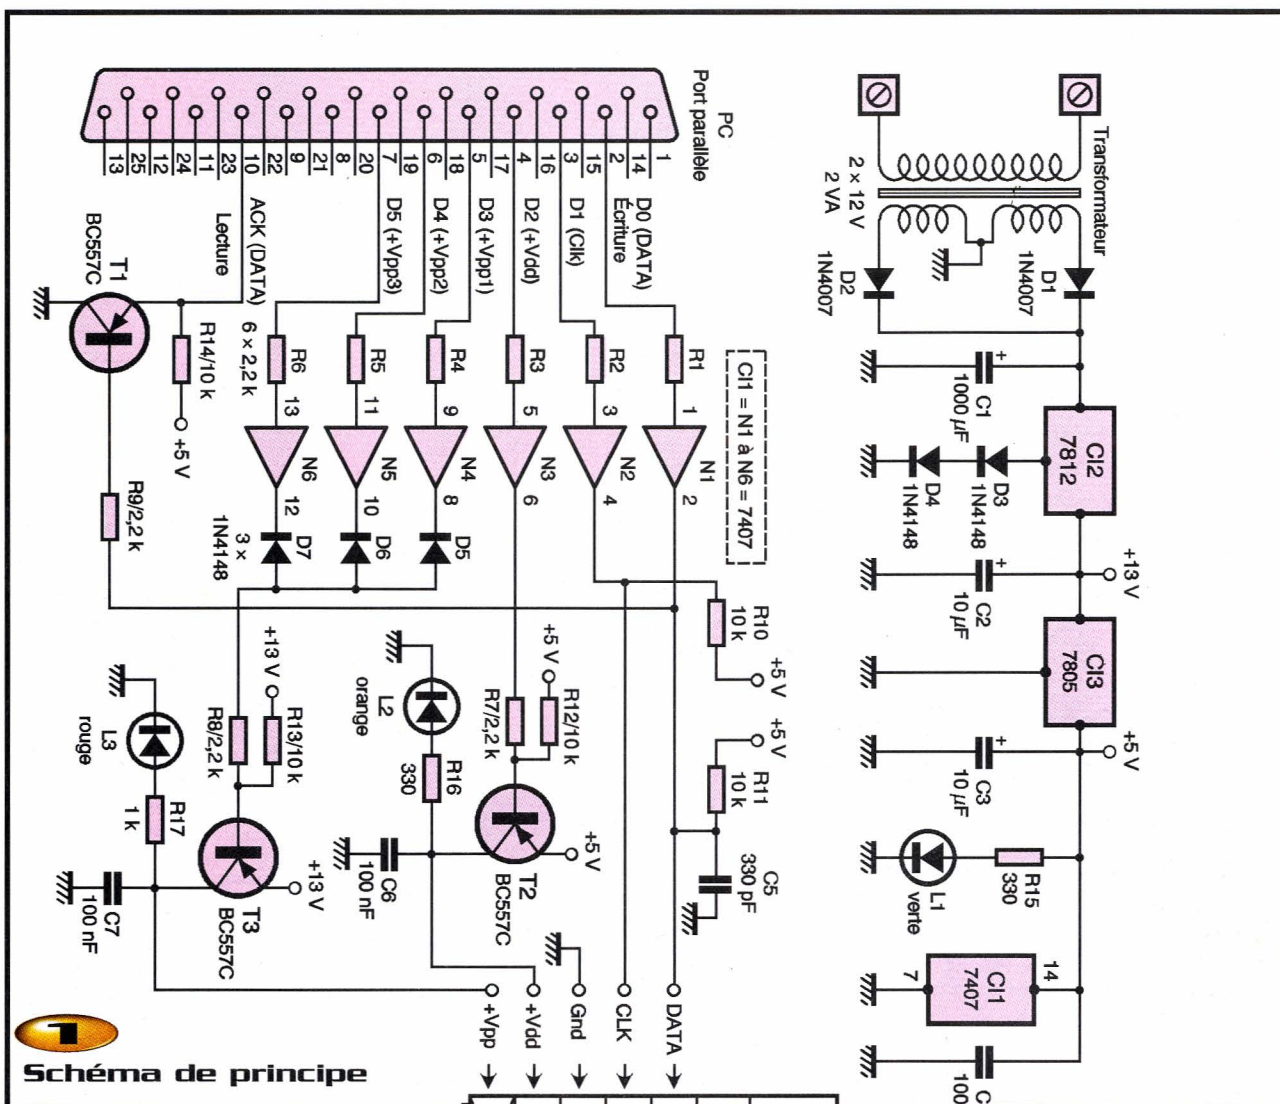 Transformateur
2 × 12 V
2 VA
D1
1N4007
D2
1N4007
C1
1000 µF
+
CI2
7812
D3
1N4148
D4
1N4148
+13 V
+
C2
10 µF
CI3
7805
+5 V
+
C3
10 µF
R15
330
L1
verte
14
CI1
7407
7
C
100
PC
Port parallèle
1
14
2
15
3
16
4
17
5
18
6
19
7
20
8
21
9
22
10
23
11
24
12
25
13
D0 (DATA)
Écriture
D1 (Clk)
D2 (+Vdd)
D3 (+Vpp1)
D4 (+Vpp2)
D5 (+Vpp3)
ACK (DATA)
Lecture
CI1 = N1 à N6 = 7407
R1
R2
R3
R4
R5
R6
6 × 2,2 k
1
3
5
9
11
13
N1
N2
N3
N4
N5
N6
2
4
6
8
10
12
D5
D6
D7
3 ×
1N4148
T1
BC557C
R14/10 k
+5 V
R9/2,2 k
R10
10 k
+5 V
+5 V
R11
10 k
C5
330 pF
+5 V
R12/10 k
R7/2,2 k
L2
orange
R16
330
+5 V
T2
BC557C
C6
100 nF
+13 V
R13/10 k
R8/2,2 k
L3
rouge
R17
1 k
+13 V
T3
BC557C
C7
100 nF
DATA
CLK
Gnd
+Vdd
+Vpp
1
Schéma de principe